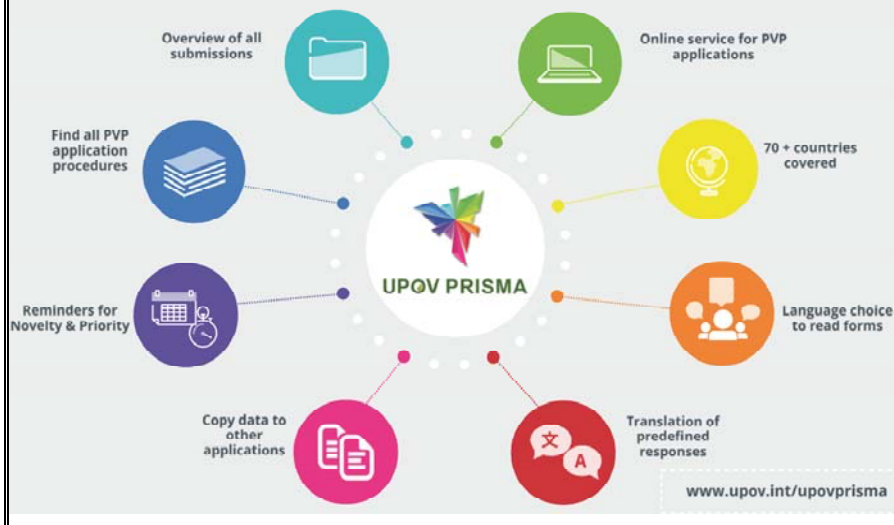 Overview of all
submissions
Online service for PVP
applications
Find all PVP
application
procedures
70 + countries
covered
UPOV PRISMA
Reminders for
Novelty & Priority
Language choice
to read forms
Copy data to
other
applications
Translation of
predefined
responses
文
A
www.upov.int/upovprisma